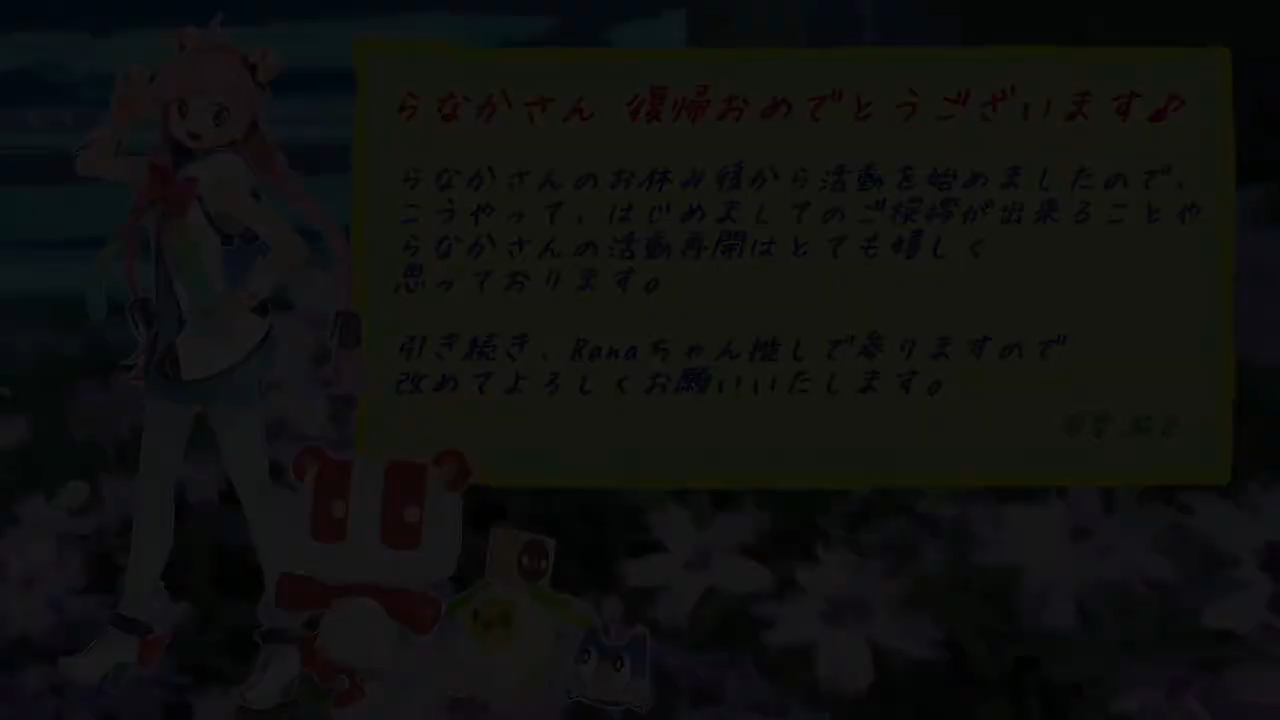 らなかさん 復帰おめでとうございます♪
らなかさんのお休み後から活動を始めましたので、
こうやって、はじめましてのご挨拶が出来ることや
らなかさんの活動再開はとても嬉しく
思っております。
引き続き、Ranaちゃん推しで参りますので
改めてよろしくお願いいたします。